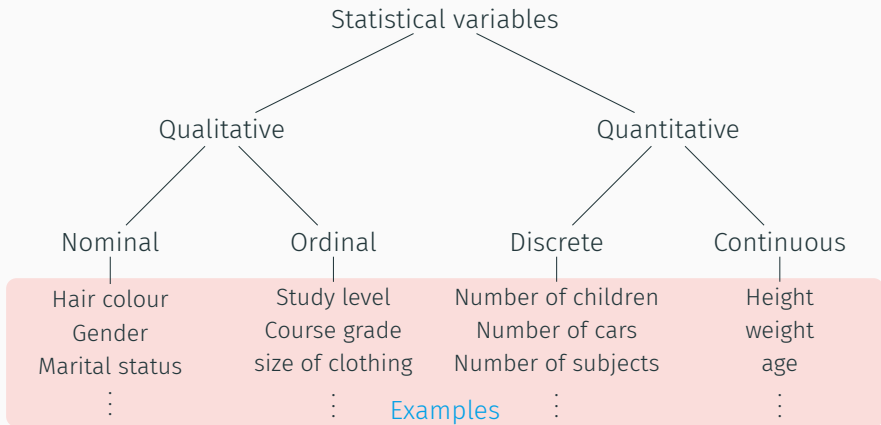 Statistical variables
Qualitative Quantitative
Nominal Ordinal Discrete Continuous
Hair colour Study level Number of children Height
Gender Course grade Number of cars weight
Marital status size of clothing Number of subjects age
⋮ ⋮ ⋮ ⋮
Examples